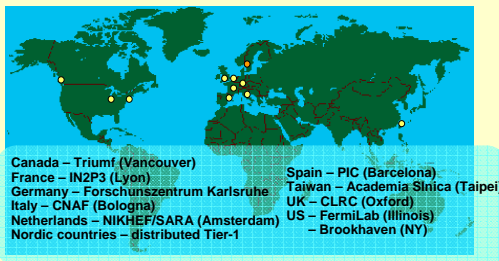 Canada – Triumf (Vancouver)
France – IN2P3 (Lyon)
Germany – Forschunszentrum Karlsruhe
Italy – CNAF (Bologna)
Netherlands – NIKHEF/SARA (Amsterdam)
Nordic countries – distributed Tier-1
Spain – PIC (Barcelona)
Taiwan – Academia SInica (Taipei)
UK – CLRC (Oxford)
US – FermiLab (Illinois)
– Brookhaven (NY)